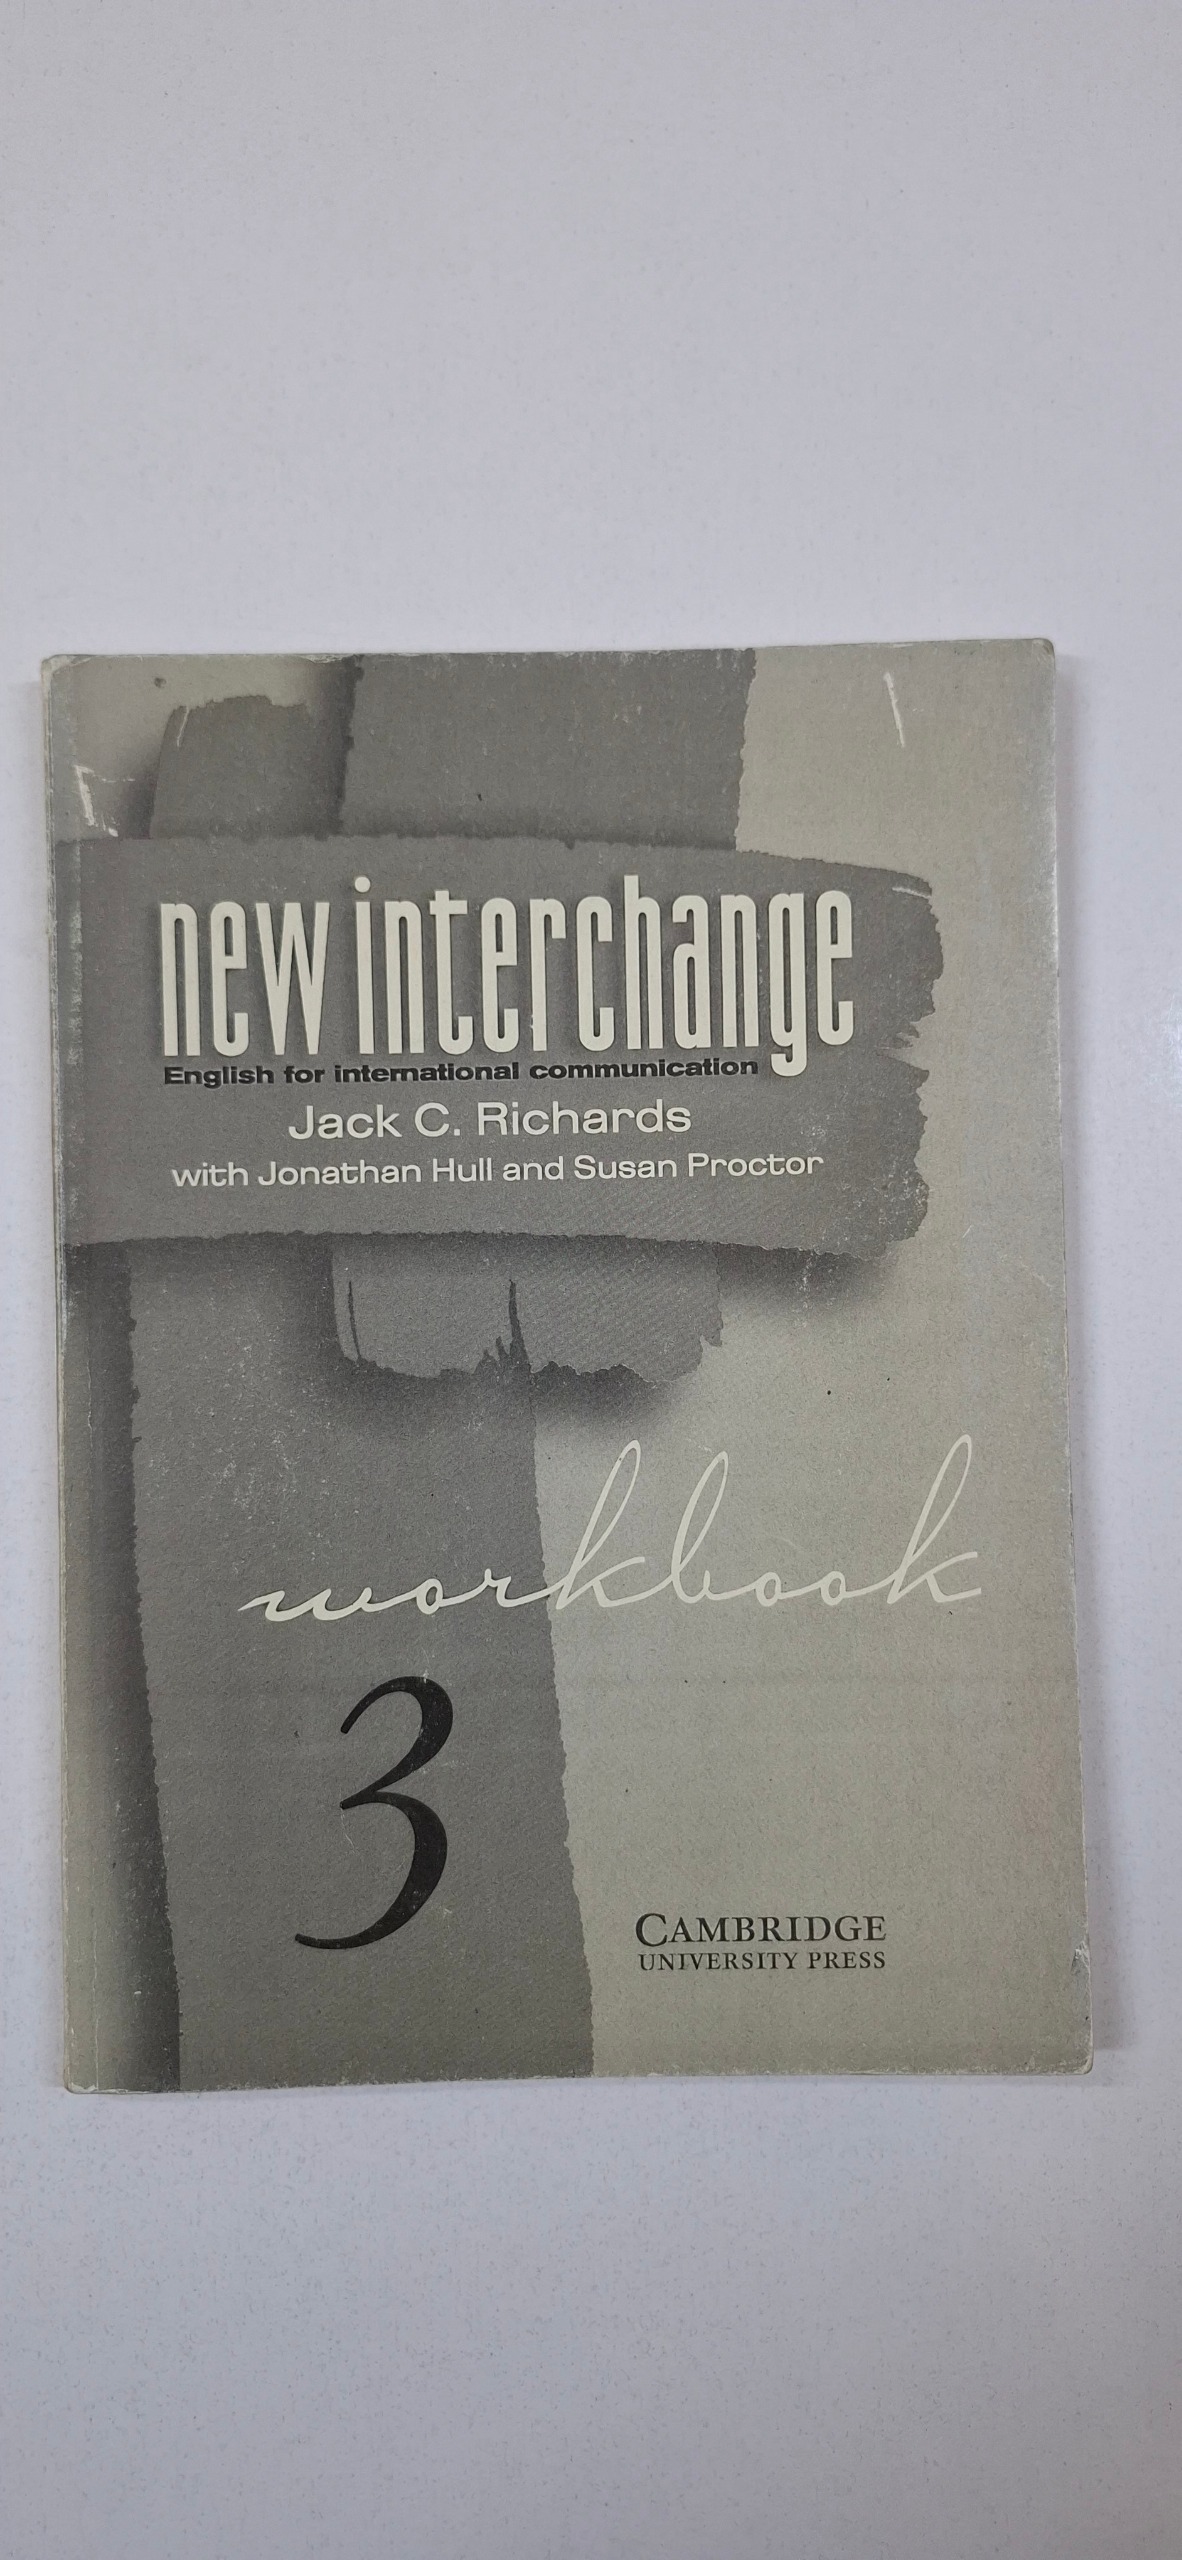 new interchange
English for international communication
Jack C. Richards
with Jonathan Hull and Susan Proctor
workbook
3
CAMBRIDGE
UNIVERSITY PRESS